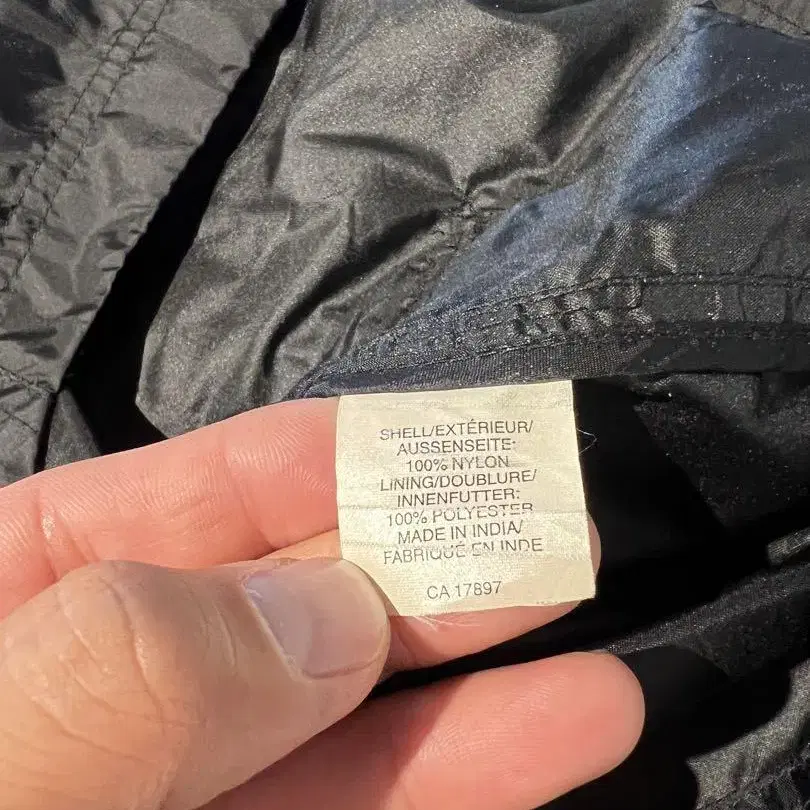 SHELL/EXTÉRIEUR/
AUSSENSEITE:
100% NYLON
LINING/DOUBLURE/
INNENFUTTER:
100% POLYESTER
MADE IN INDIA/
FABRIQUÉ EN INDE
CA 17897